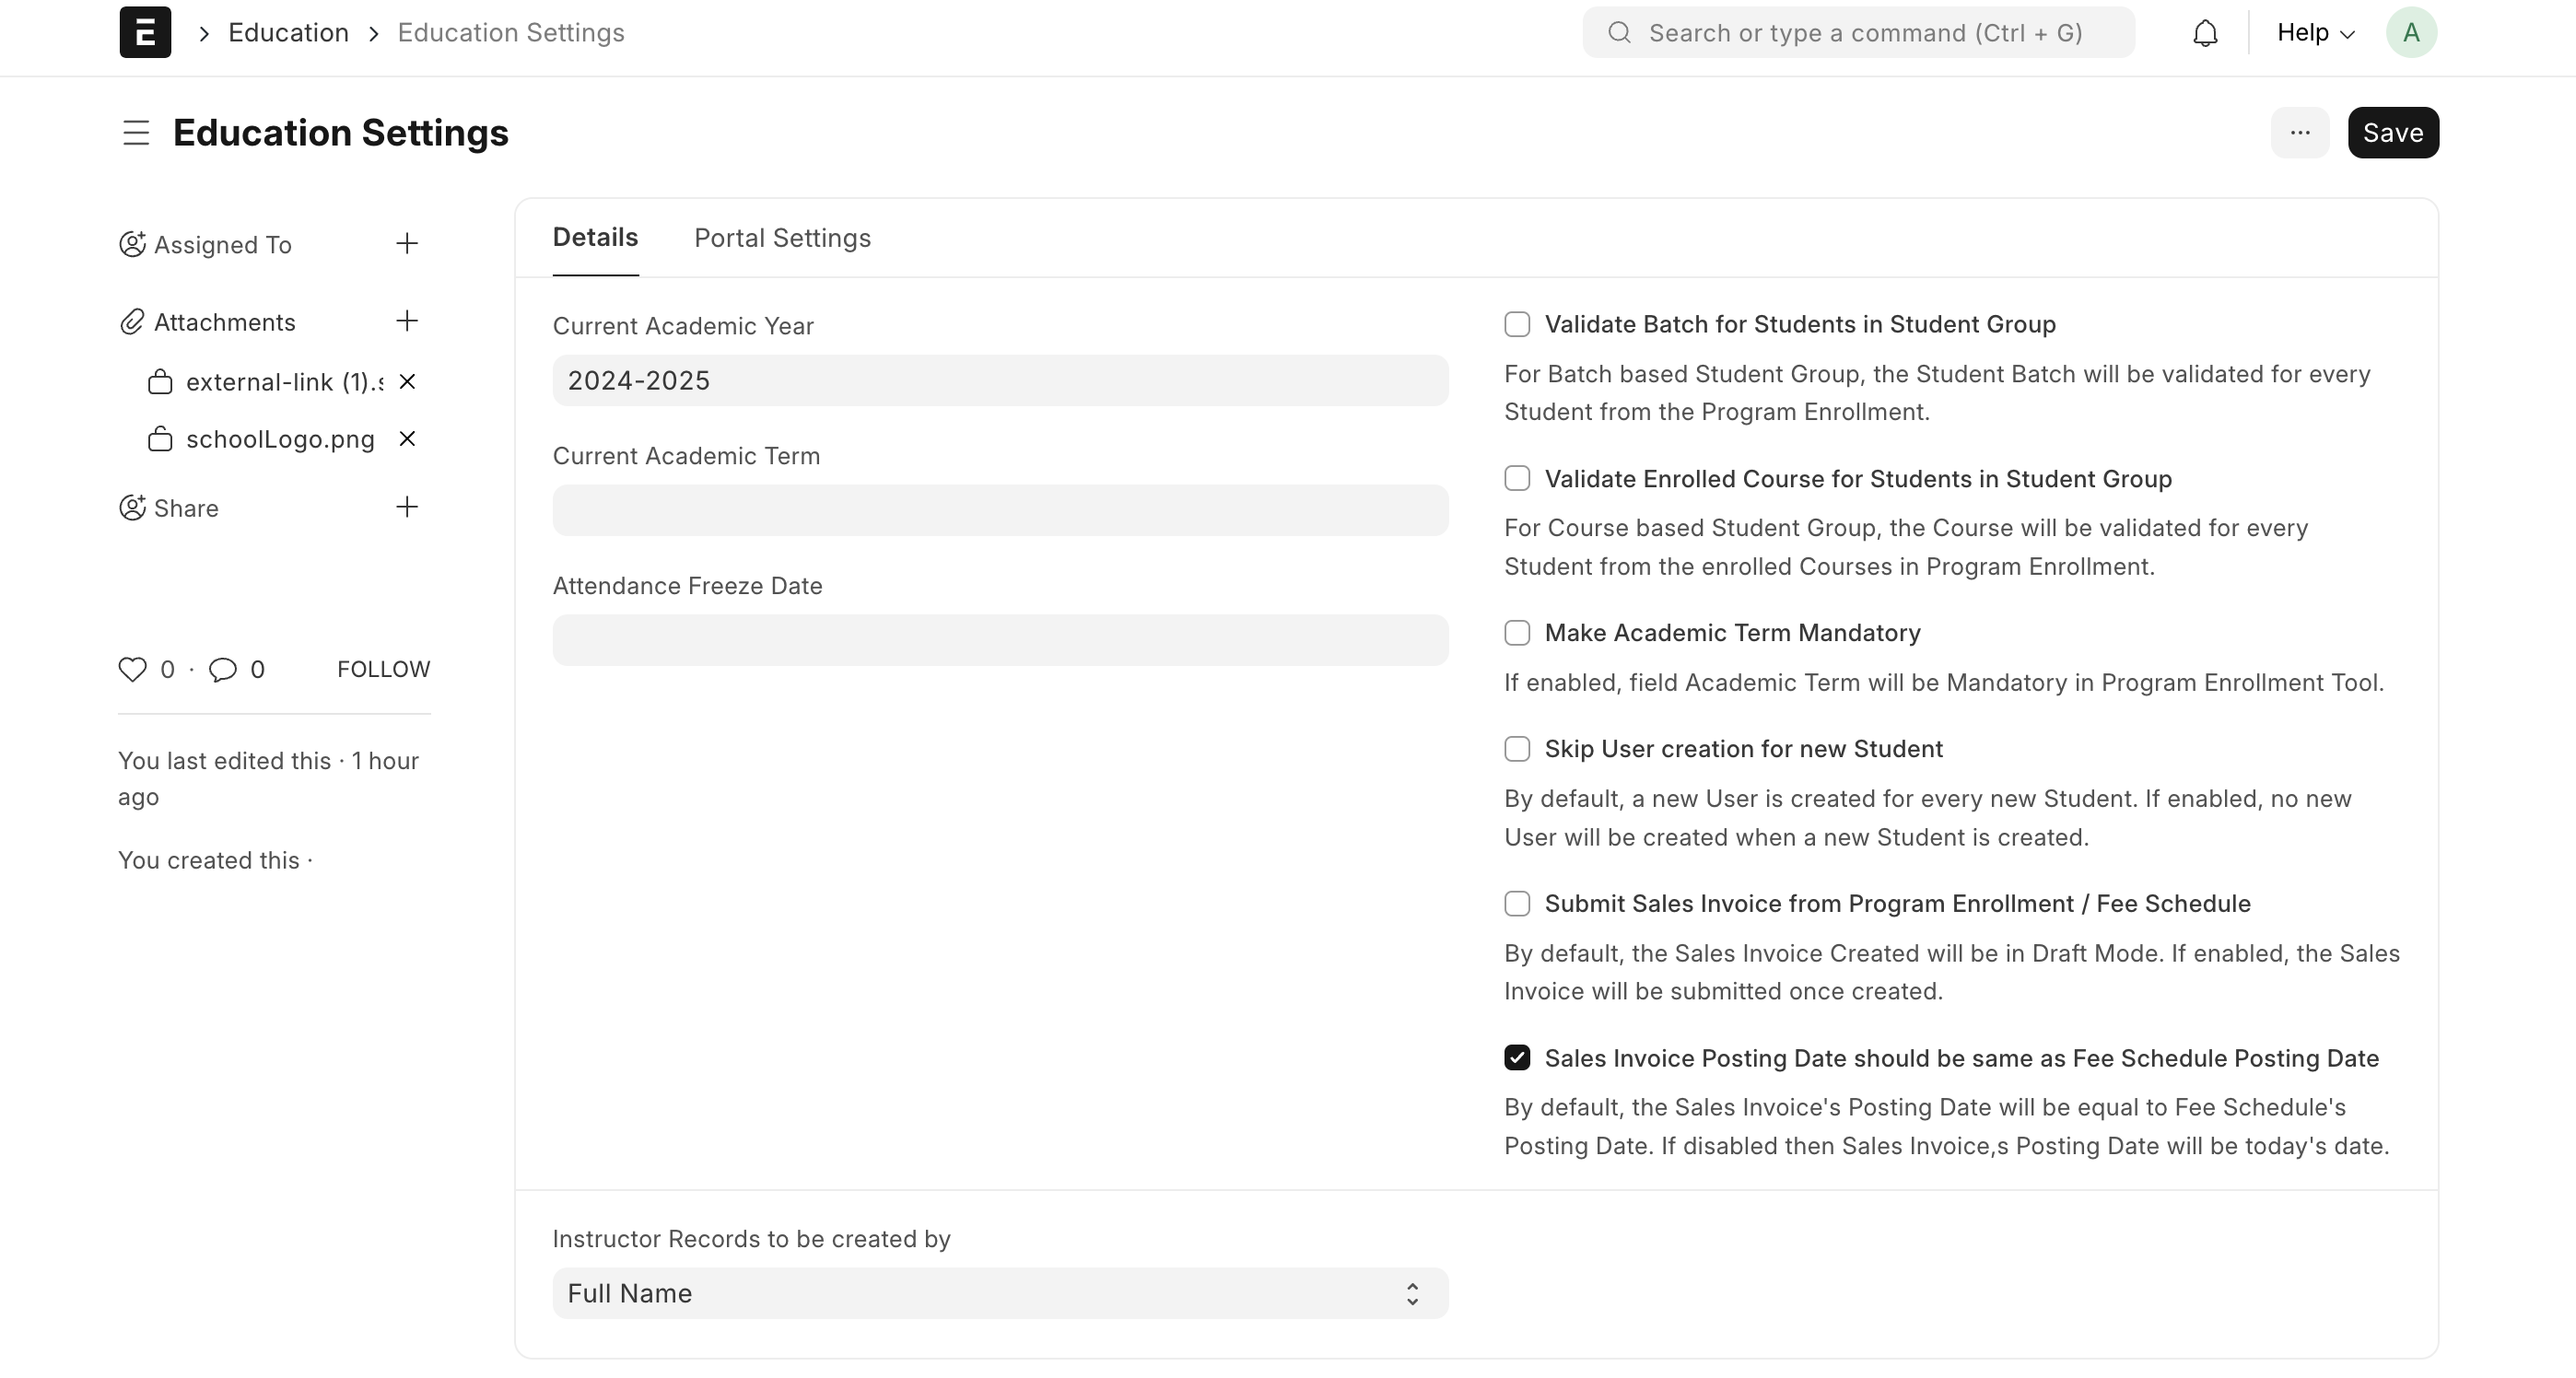 Education
Education Settings
Search or type a command (Ctrl + G)
Help
A
Education Settings
...
Save
Assigned To
Attachments
external-link (1).s
schoolLogo.png
Share
0 · 0
FOLLOW
You last edited this · 1 hour
ago
You created this ·
Details
Portal Settings
Current Academic Year
2024-2025
Current Academic Term
Attendance Freeze Date
Validate Batch for Students in Student Group
For Batch based Student Group, the Student Batch will be validated for every
Student from the Program Enrollment.
Validate Enrolled Course for Students in Student Group
For Course based Student Group, the Course will be validated for every
Student from the enrolled Courses in Program Enrollment.
Make Academic Term Mandatory
If enabled, field Academic Term will be Mandatory in Program Enrollment Tool.
Skip User creation for new Student
By default, a new User is created for every new Student. If enabled, no new
User will be created when a new Student is created.
Submit Sales Invoice from Program Enrollment / Fee Schedule
By default, the Sales Invoice Created will be in Draft Mode. If enabled, the Sales
Invoice will be submitted once created.
Sales Invoice Posting Date should be same as Fee Schedule Posting Date
By default, the Sales Invoice's Posting Date will be equal to Fee Schedule's
Posting Date. If disabled then Sales Invoice,s Posting Date will be today's date.
Instructor Records to be created by
Full Name